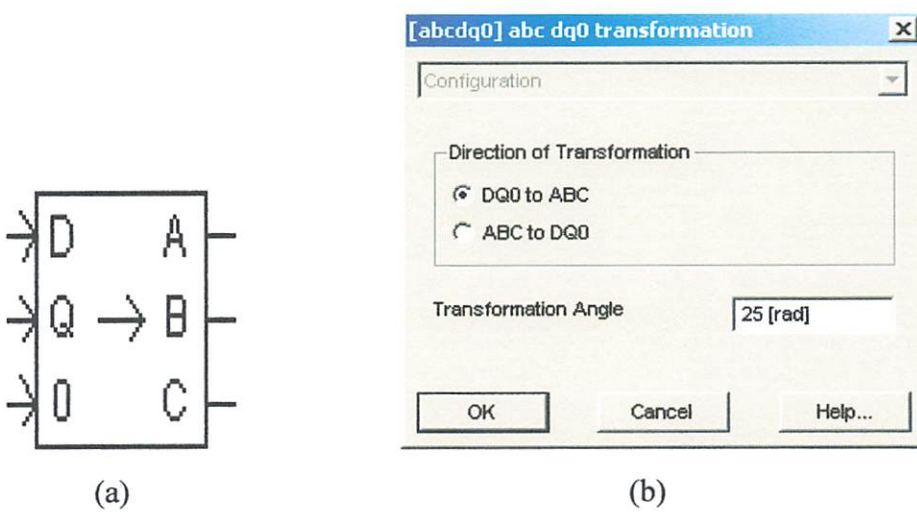 D A
Q → B
0 C
(a)
[abcdq0] abc dq0 transformation
Configuration
Direction of Transformation
DQ0 to ABC
ABC to DQ0
Transformation Angle 25 [rad]
OK Cancel Help...
(b)